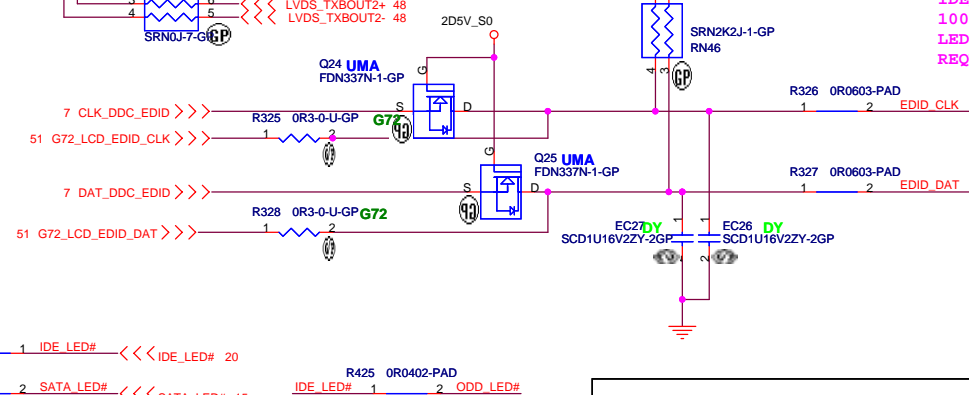 3 6 LVDS_TXBOUT2+ 48
4 5 LVDS_TXBOUT2- 48
SRN0J-7-GP
GP
2D5V_S0
SRN2K2J-1-GP
RN46
4 3 GP
100
LED
REQ
Q24 UMA
FDN337N-1-GP
G
S D
7 CLK_DDC_EDID
R325 0R3-0-U-GP G72
1 2
51 G72_LCD_EDID_CLK
R326 0R0603-PAD
1 2 EDID_CLK
G
Q25 UMA
FDN337N-1-GP
S D
7 DAT_DDC_EDID
R328 0R3-0-U-GP G72
1 2
51 G72_LCD_EDID_DAT
R327 0R0603-PAD
1 2 EDID_DAT
1 1
EC27 DY EC26 DY
SCD1U16V2ZY-2GP SCD1U16V2ZY-2GP
2
1 IDE_LED# IDE_LED# 20
2 SATA_LED#
R425 0R0402-PAD
IDE_LED# 1 2 ODD_LED#